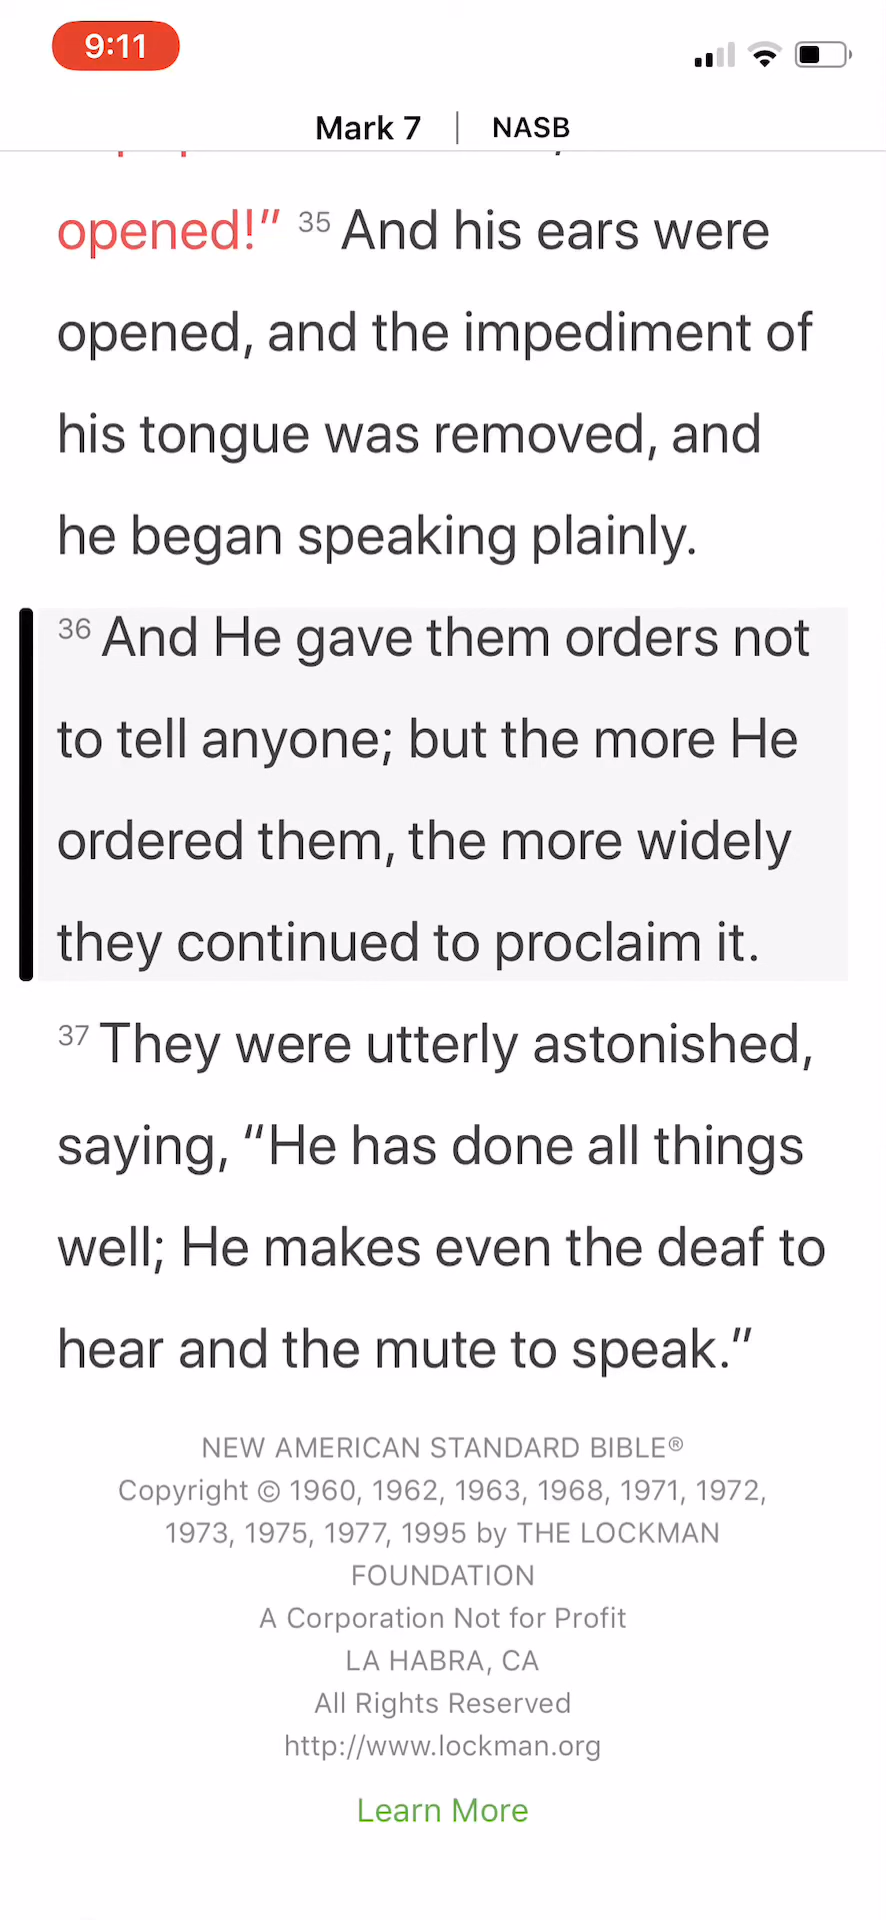 9:11
Mark 7 | NASB
opened!” 35 And his ears were
opened, and the impediment of
his tongue was removed, and
he began speaking plainly.
36 And He gave them orders not
to tell anyone; but the more He
ordered them, the more widely
they continued to proclaim it.
37 They were utterly astonished,
saying, “He has done all things
well; He makes even the deaf to
hear and the mute to speak.”
NEW AMERICAN STANDARD BIBLE®
Copyright © 1960, 1962, 1963, 1968, 1971, 1972,
1973, 1975, 1977, 1995 by THE LOCKMAN
FOUNDATION
A Corporation Not for Profit
LA HABRA, CA
All Rights Reserved
http://www.lockman.org
Learn More